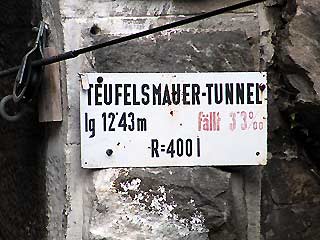 TEUFELSMAUER-TUNNEL
lg 12'43m fällt 3'3‰
R=400 l